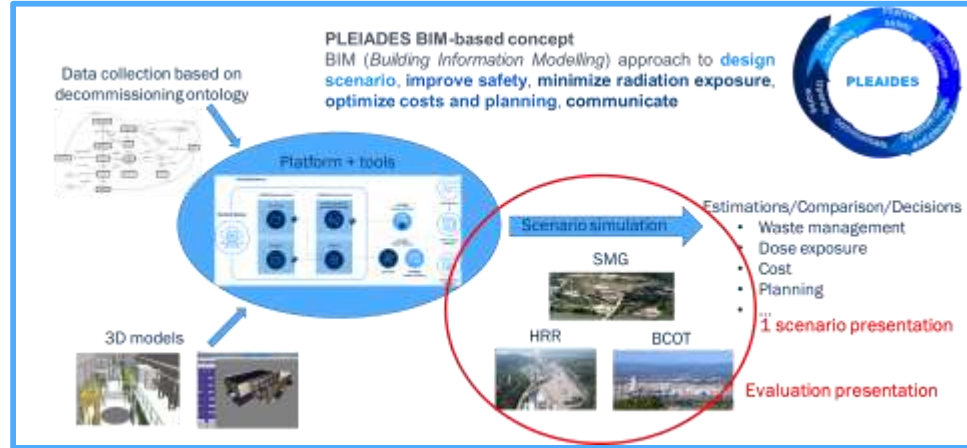 PLEIADES BIM-based concept
BIM (Building Information Modelling) approach to design
scenario, improve safety, minimize radiation exposure,
optimize costs and planning, communicate
PLEAIDES
Data collection based on
decommissioning ontology
Platform + tools
Scenario simulation
SMG
HRR
BCOT
Estimations/Comparison/Decisions
• Waste management
• Dose exposure
• Cost
• Planning
• ...
1 scenario presentation
Evaluation presentation
3D models